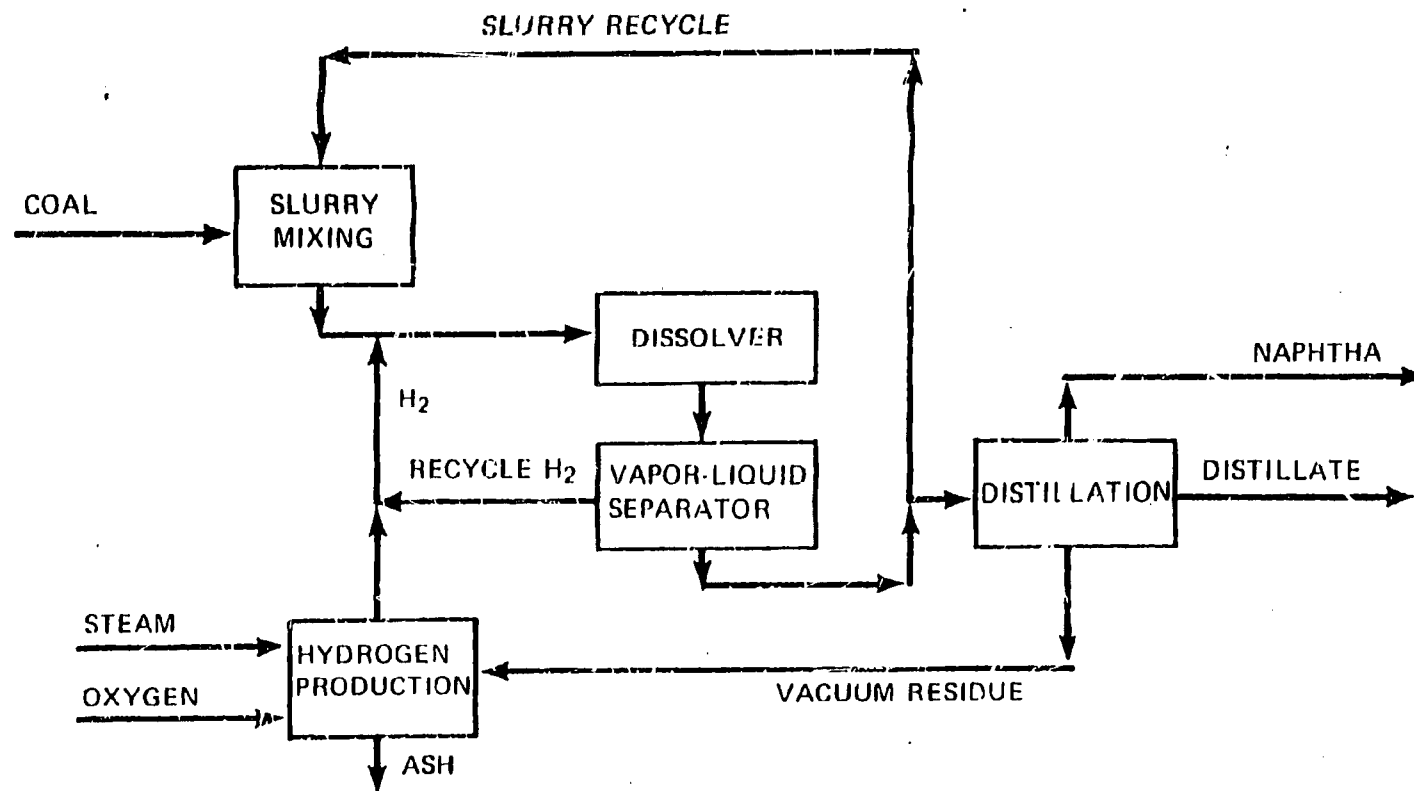 SLURRY RECYCLE
COAL
SLURRY
MIXING
DISSOLVER
NAPHTHA
H₂
RECYCLE H₂
VAPOR-LIQUID
SEPARATOR
DISTILLATION
DISTILLATE
STEAM
HYDROGEN
PRODUCTION
OXYGEN
VACUUM RESIDUE
ASH